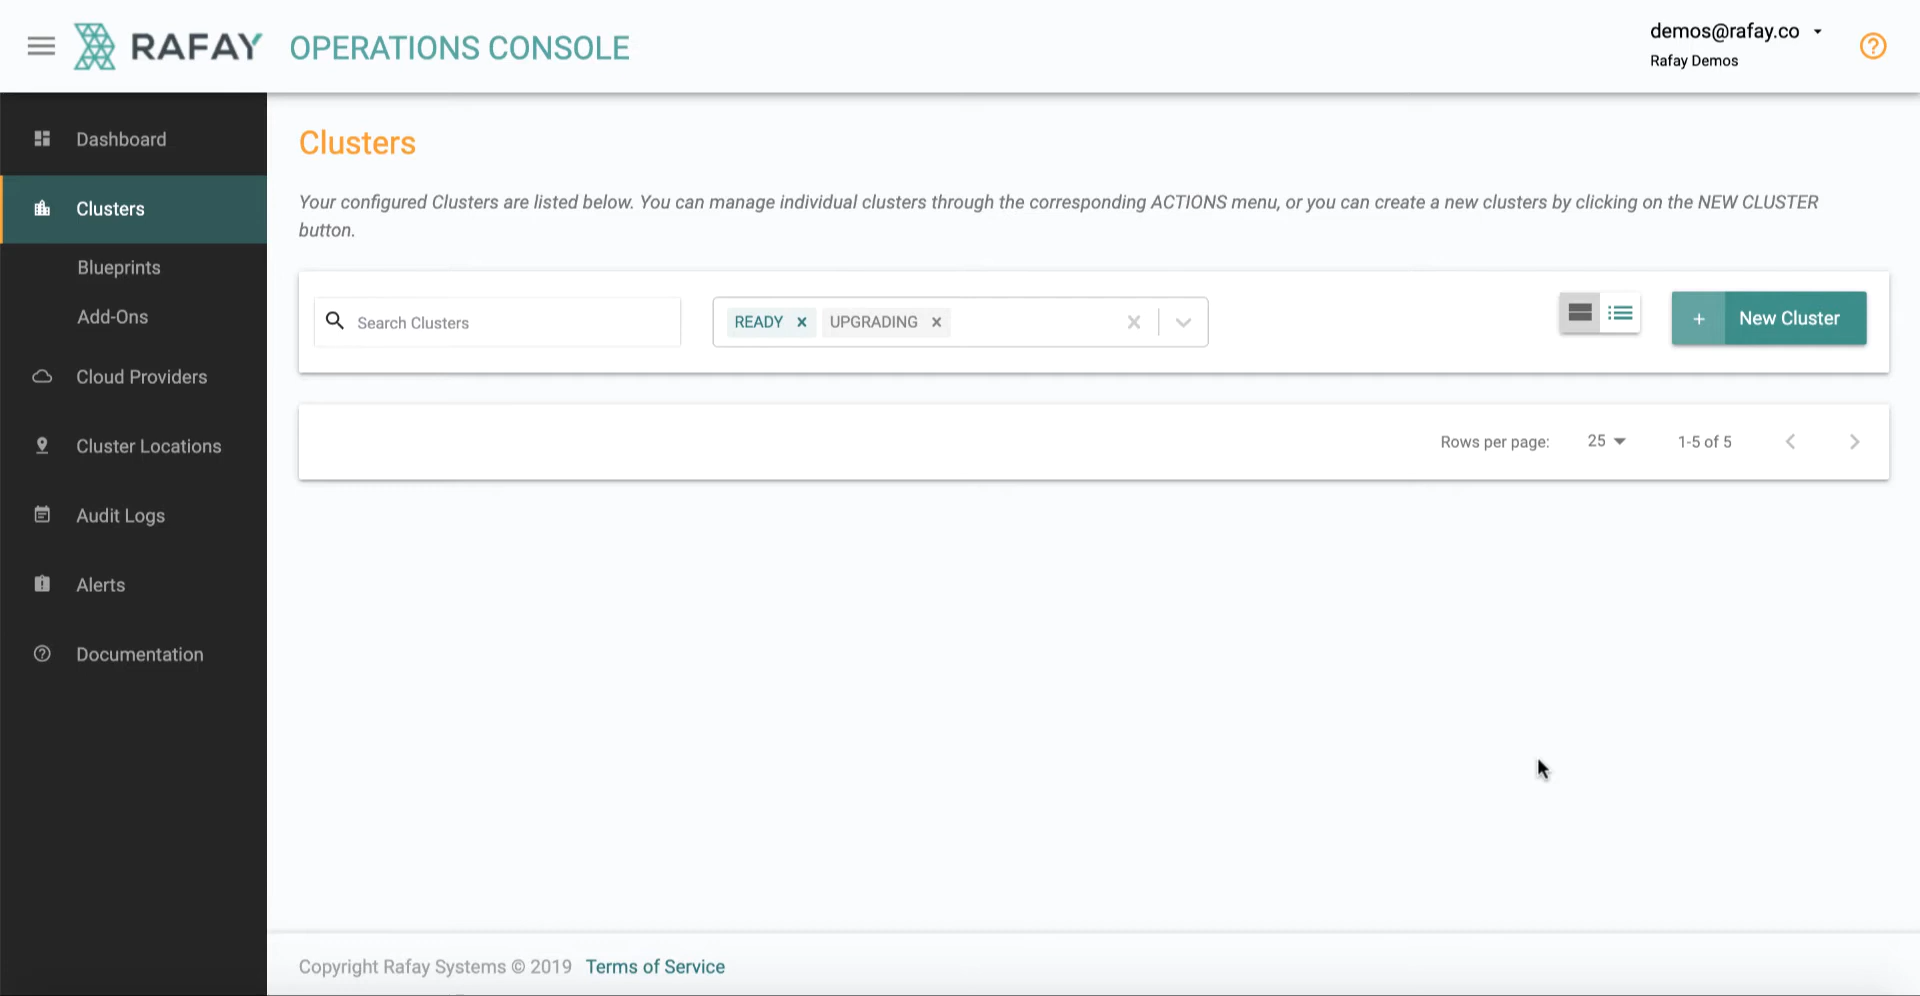 RAFAY OPERATIONS CONSOLE
demos@rafay.co
Rafay Demos
Dashboard
Clusters
Blueprints
Add-Ons
Cloud Providers
Cluster Locations
Audit Logs
Alerts
Documentation
Clusters
Your configured Clusters are listed below. You can manage individual clusters through the corresponding ACTIONS menu, or you can create a new clusters by clicking on the NEW CLUSTER
button.
Search Clusters
READY × UPGRADING ×
+ New Cluster
Rows per page: 25 1-5 of 5
Copyright Rafay Systems © 2019 Terms of Service